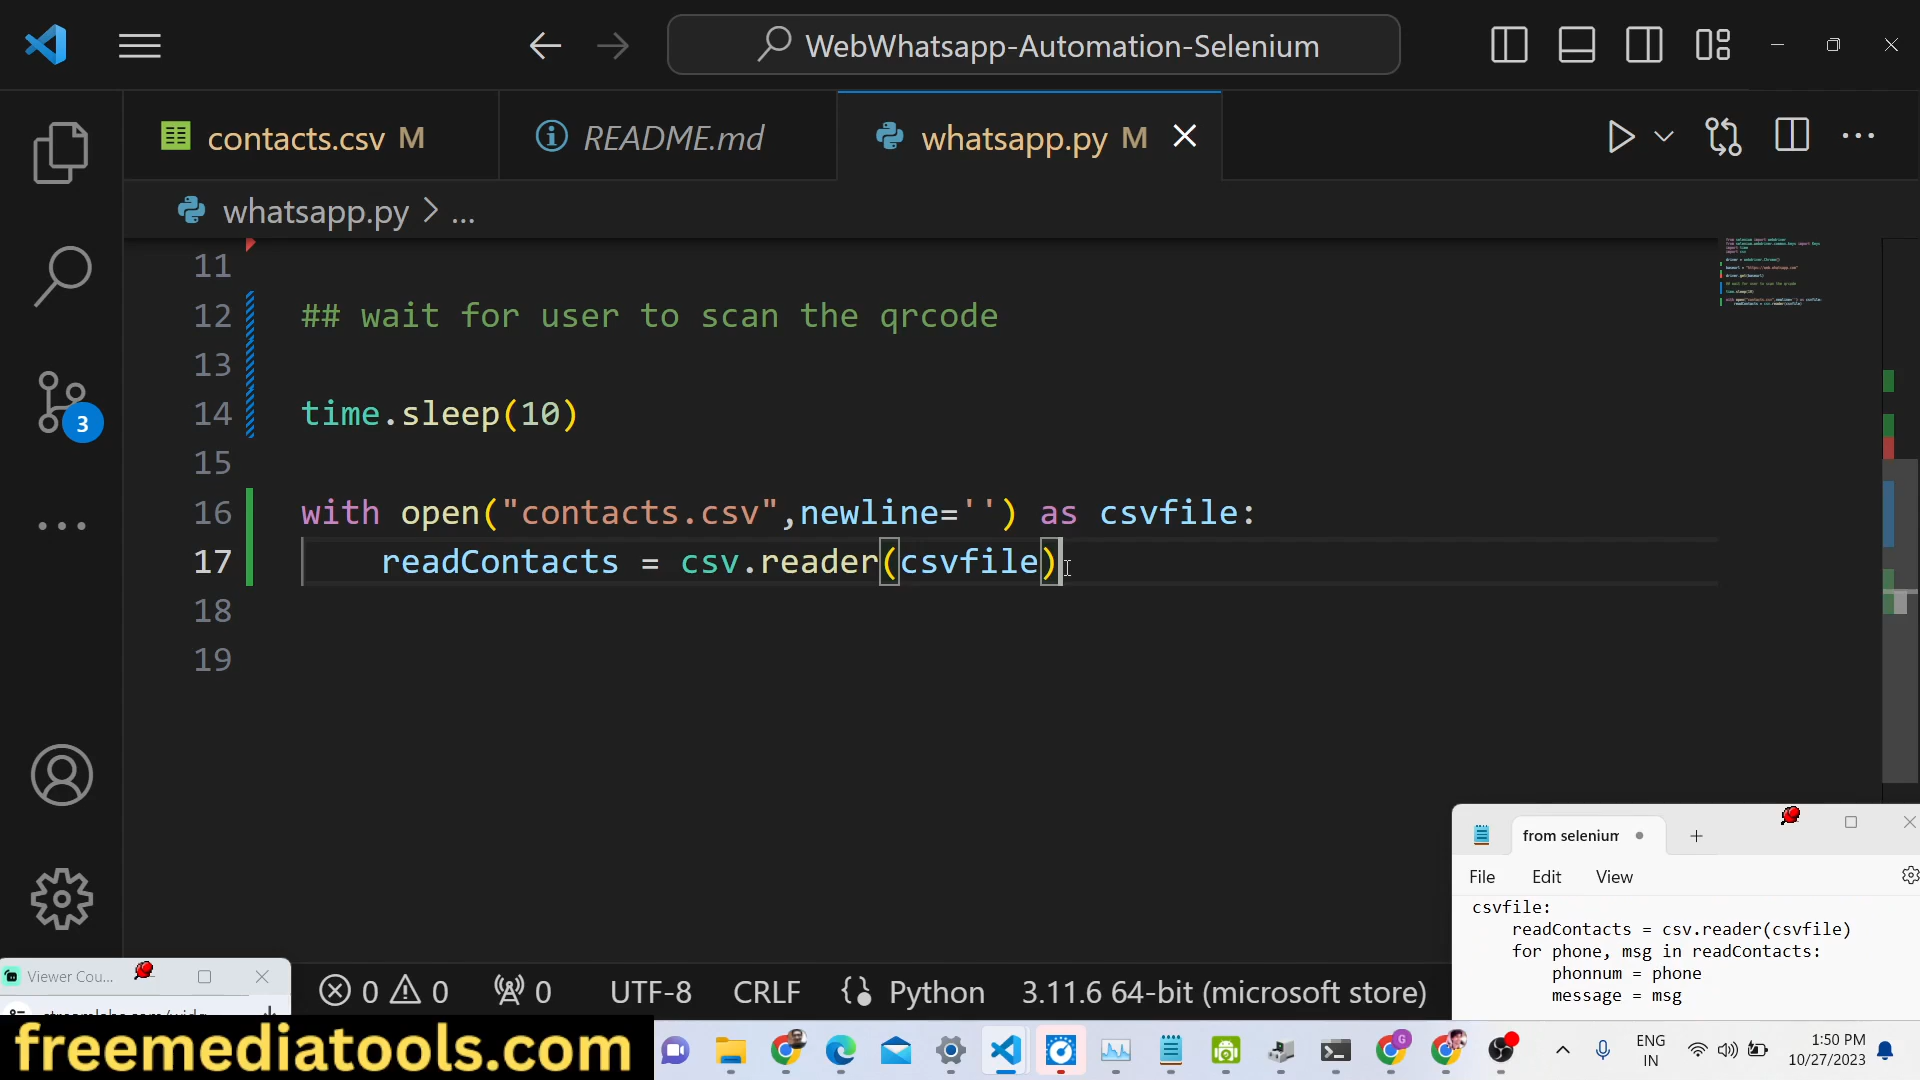 WebWhatsapp-Automation-Selenium
contacts.csv M
README.md
whatsapp.py M
whatsapp.py > ...
11
12 ## wait for user to scan the qrcode
13
14 time.sleep(10)
15
16 with open("contacts.csv",newline='') as csvfile:
17 readContacts = csv.reader(csvfile)
18
19
3
from selenium
File Edit View
csvfile:
readContacts = csv.reader(csvfile)
for phone, msg in readContacts:
phonnum = phone
message = msg
Viewer Cou...
0 0 0 UTF-8 CRLF Python 3.11.6 64-bit (microsoft store)
freemediatools.com
ENG
IN
1:50 PM
10/27/2023